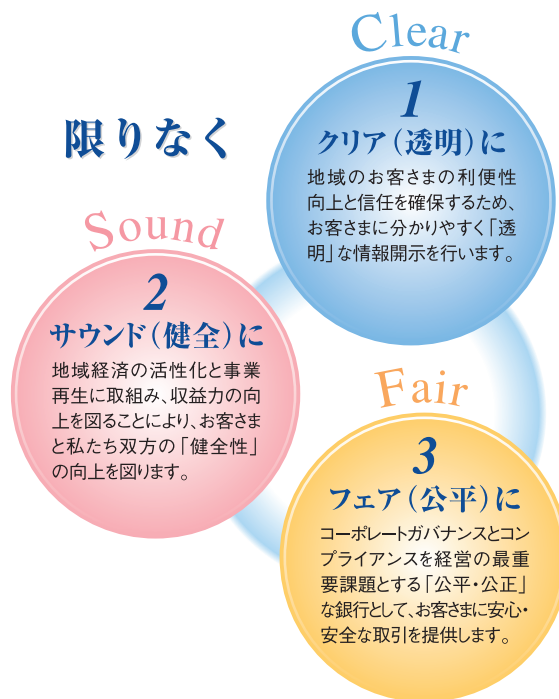 限りなく
Clear
1
クリア（透明）に
地域のお客さまの利便性
向上と信任を確保するため、
お客さまに分かりやすく「透
明」な情報開示を行います。
Sound
2
サウンド（健全）に
地域経済の活性化と事業
再生に取組み、収益力の向
上を図ることにより、お客さま
と私たち双方の「健全性」
の向上を図ります。
Fair
3
フェア（公平）に
コーポレートガバナンスとコン
プライアンスを経営の最重
要課題とする「公平・公正」
な銀行として、お客さまに安心・
安全な取引を提供します。